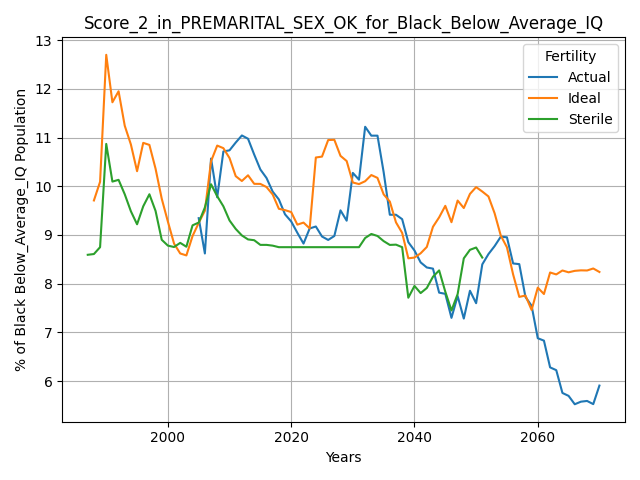 Score_2_in_PREMARITAL_SEX_OK_for_Black_Below_Average_IQ
% of Black Below_Average_IQ Population
13
12
11
10
9
8
7
6
Fertility
Actual
Ideal
Sterile
2000
2020
2040
2060
Years